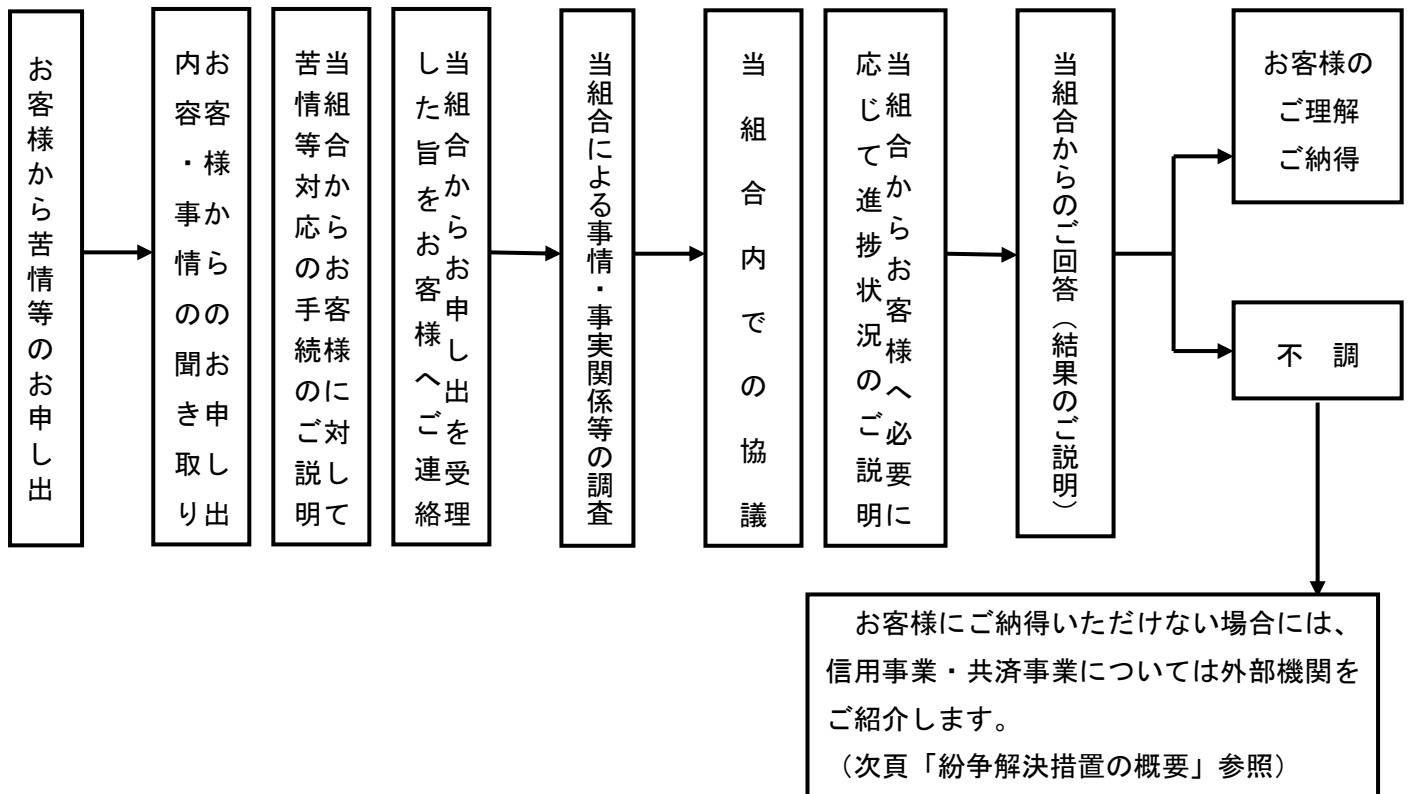 お客様から苦情等のお申し出
お客様からのお申し出
内容・事情の聞き取り
当組合からお客様に対して
苦情等対応の手続のご説明
当組合からお申し出を受理
した旨をお客様へご連絡
当組合による事情・事実関係等の調査
当組合内での協議
当組合からお客様へ必要に
応じて進捗状況のご説明
当組合からのご回答（結果のご説明）
お客様の
ご理解
ご納得
不　調
お客様にご納得いただけない場合には、
信用事業・共済事業については外部機関を
ご紹介します。
（次頁「紛争解決措置の概要」参照）